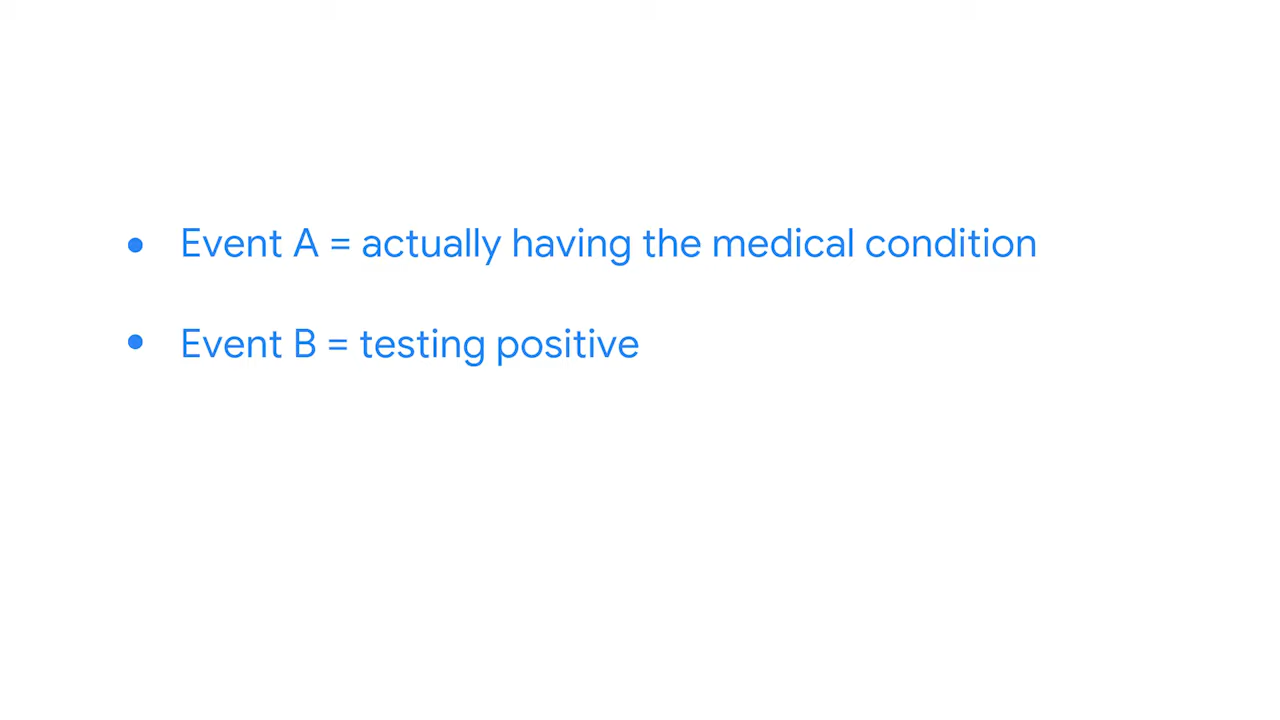 • Event A = actually having the medical condition
• Event B = testing positive